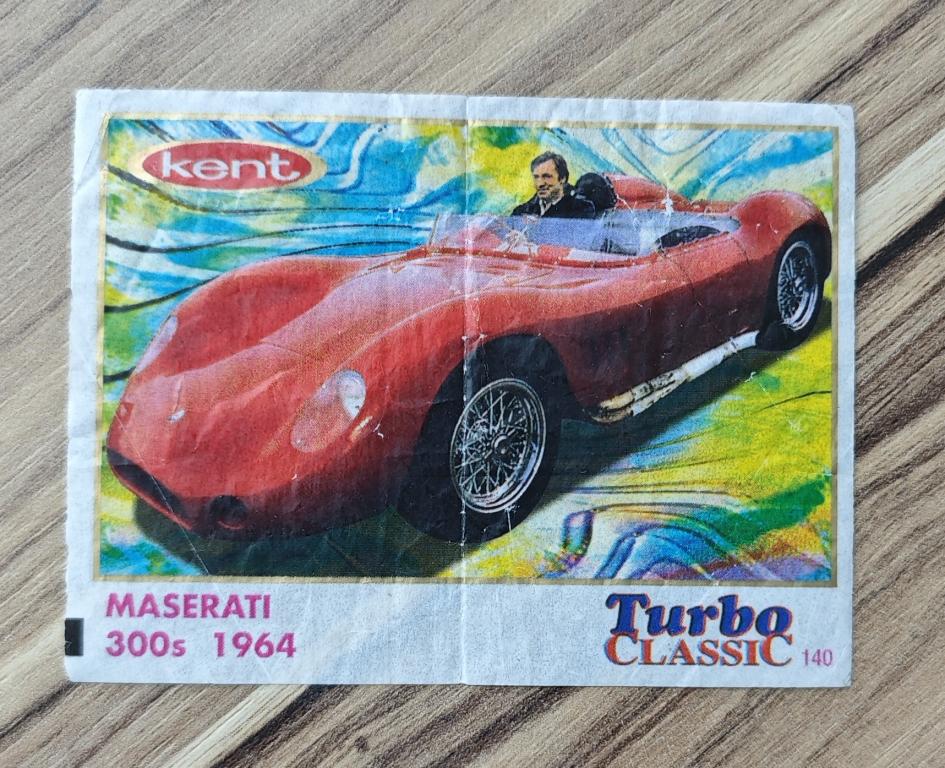 kent
MASERATI
300s 1964
Turbo
CLASSIC 140